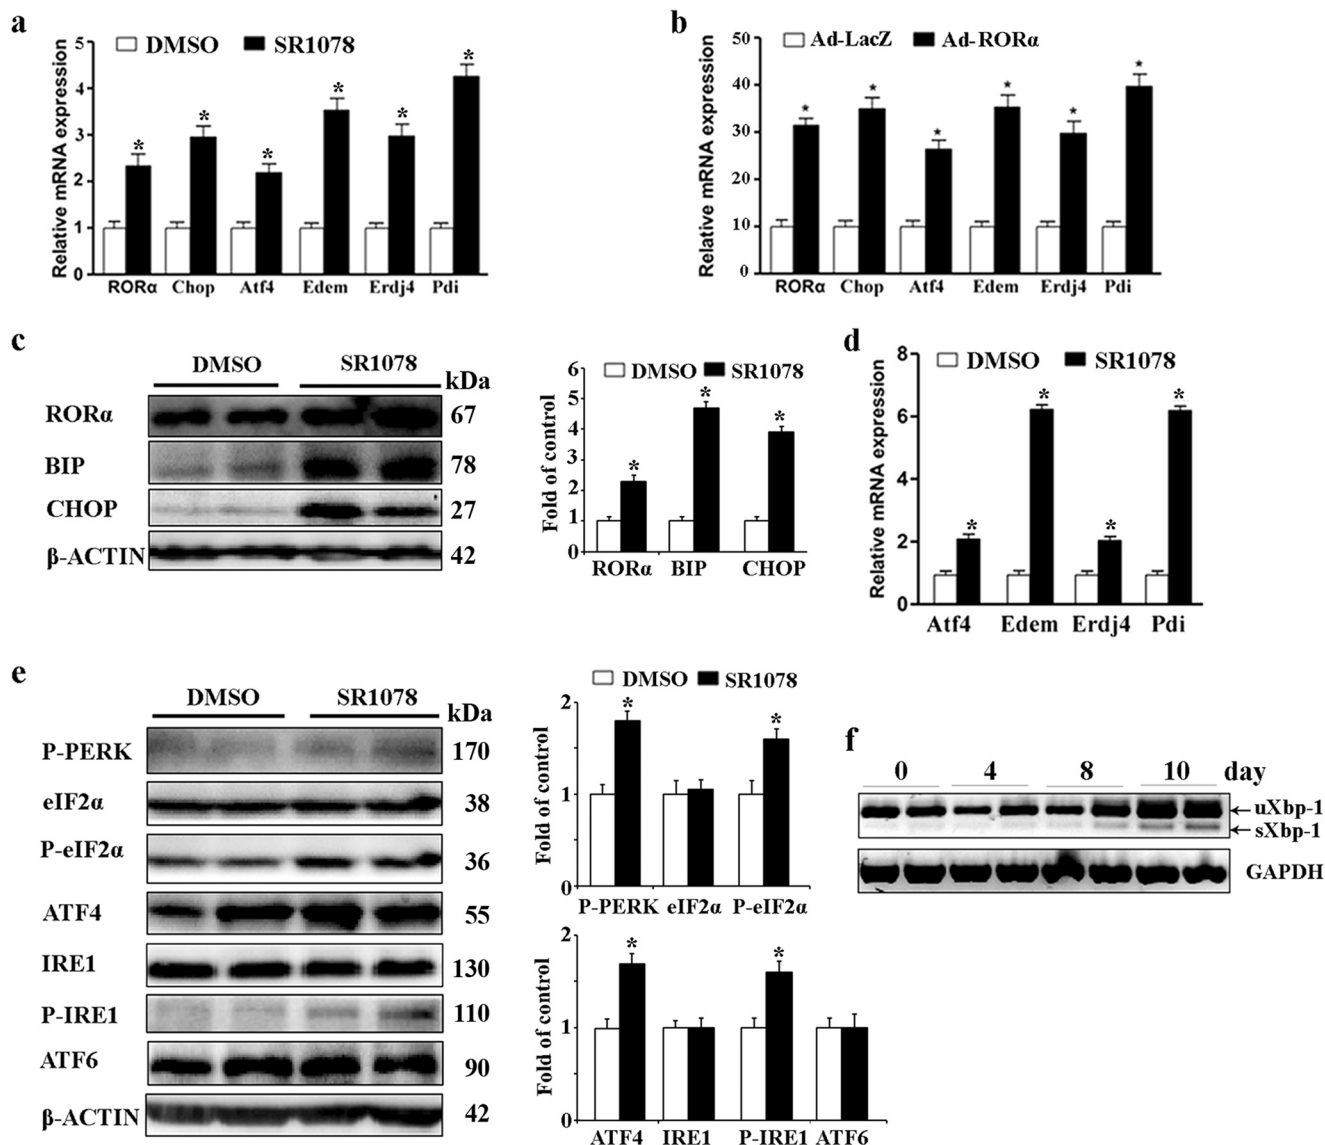 a
DMSO SR1078
Relative mRNA expression
5
4
3
2
1
0
* * * * * *
RORα Chop Atf4 Edem Erdj4 Pdi
b
Ad-LacZ Ad-RORα
Relative mRNA expression
50
40
30
20
10
0
* * * * * *
RORα Chop Atf4 Edem Erdj4 Pdi
c
DMSO SR1078
kDa
RORα 67
BIP 78
CHOP 27
β-ACTIN 42
DMSO SR1078
Fold of control
6
5
4
3
2
1
0
* * *
RORα BIP CHOP
d
DMSO SR1078
Relative mRNA expression
8
6
4
2
0
* * * *
Atf4 Edem Erdj4 Pdi
e
DMSO SR1078
kDa
P-PERK 170
eIF2α 38
P-eIF2α 36
ATF4 55
IRE1 130
P-IRE1 110
ATF6 90
β-ACTIN 42
DMSO SR1078
Fold of control
2
1
0
* *
P-PERK eIF2α P-eIF2α
Fold of control
2
1
0
* *
ATF4 IRE1 P-IRE1 ATF6
f
0 4 8 10 day
←uXbp-1
←sXbp-1
GAPDH